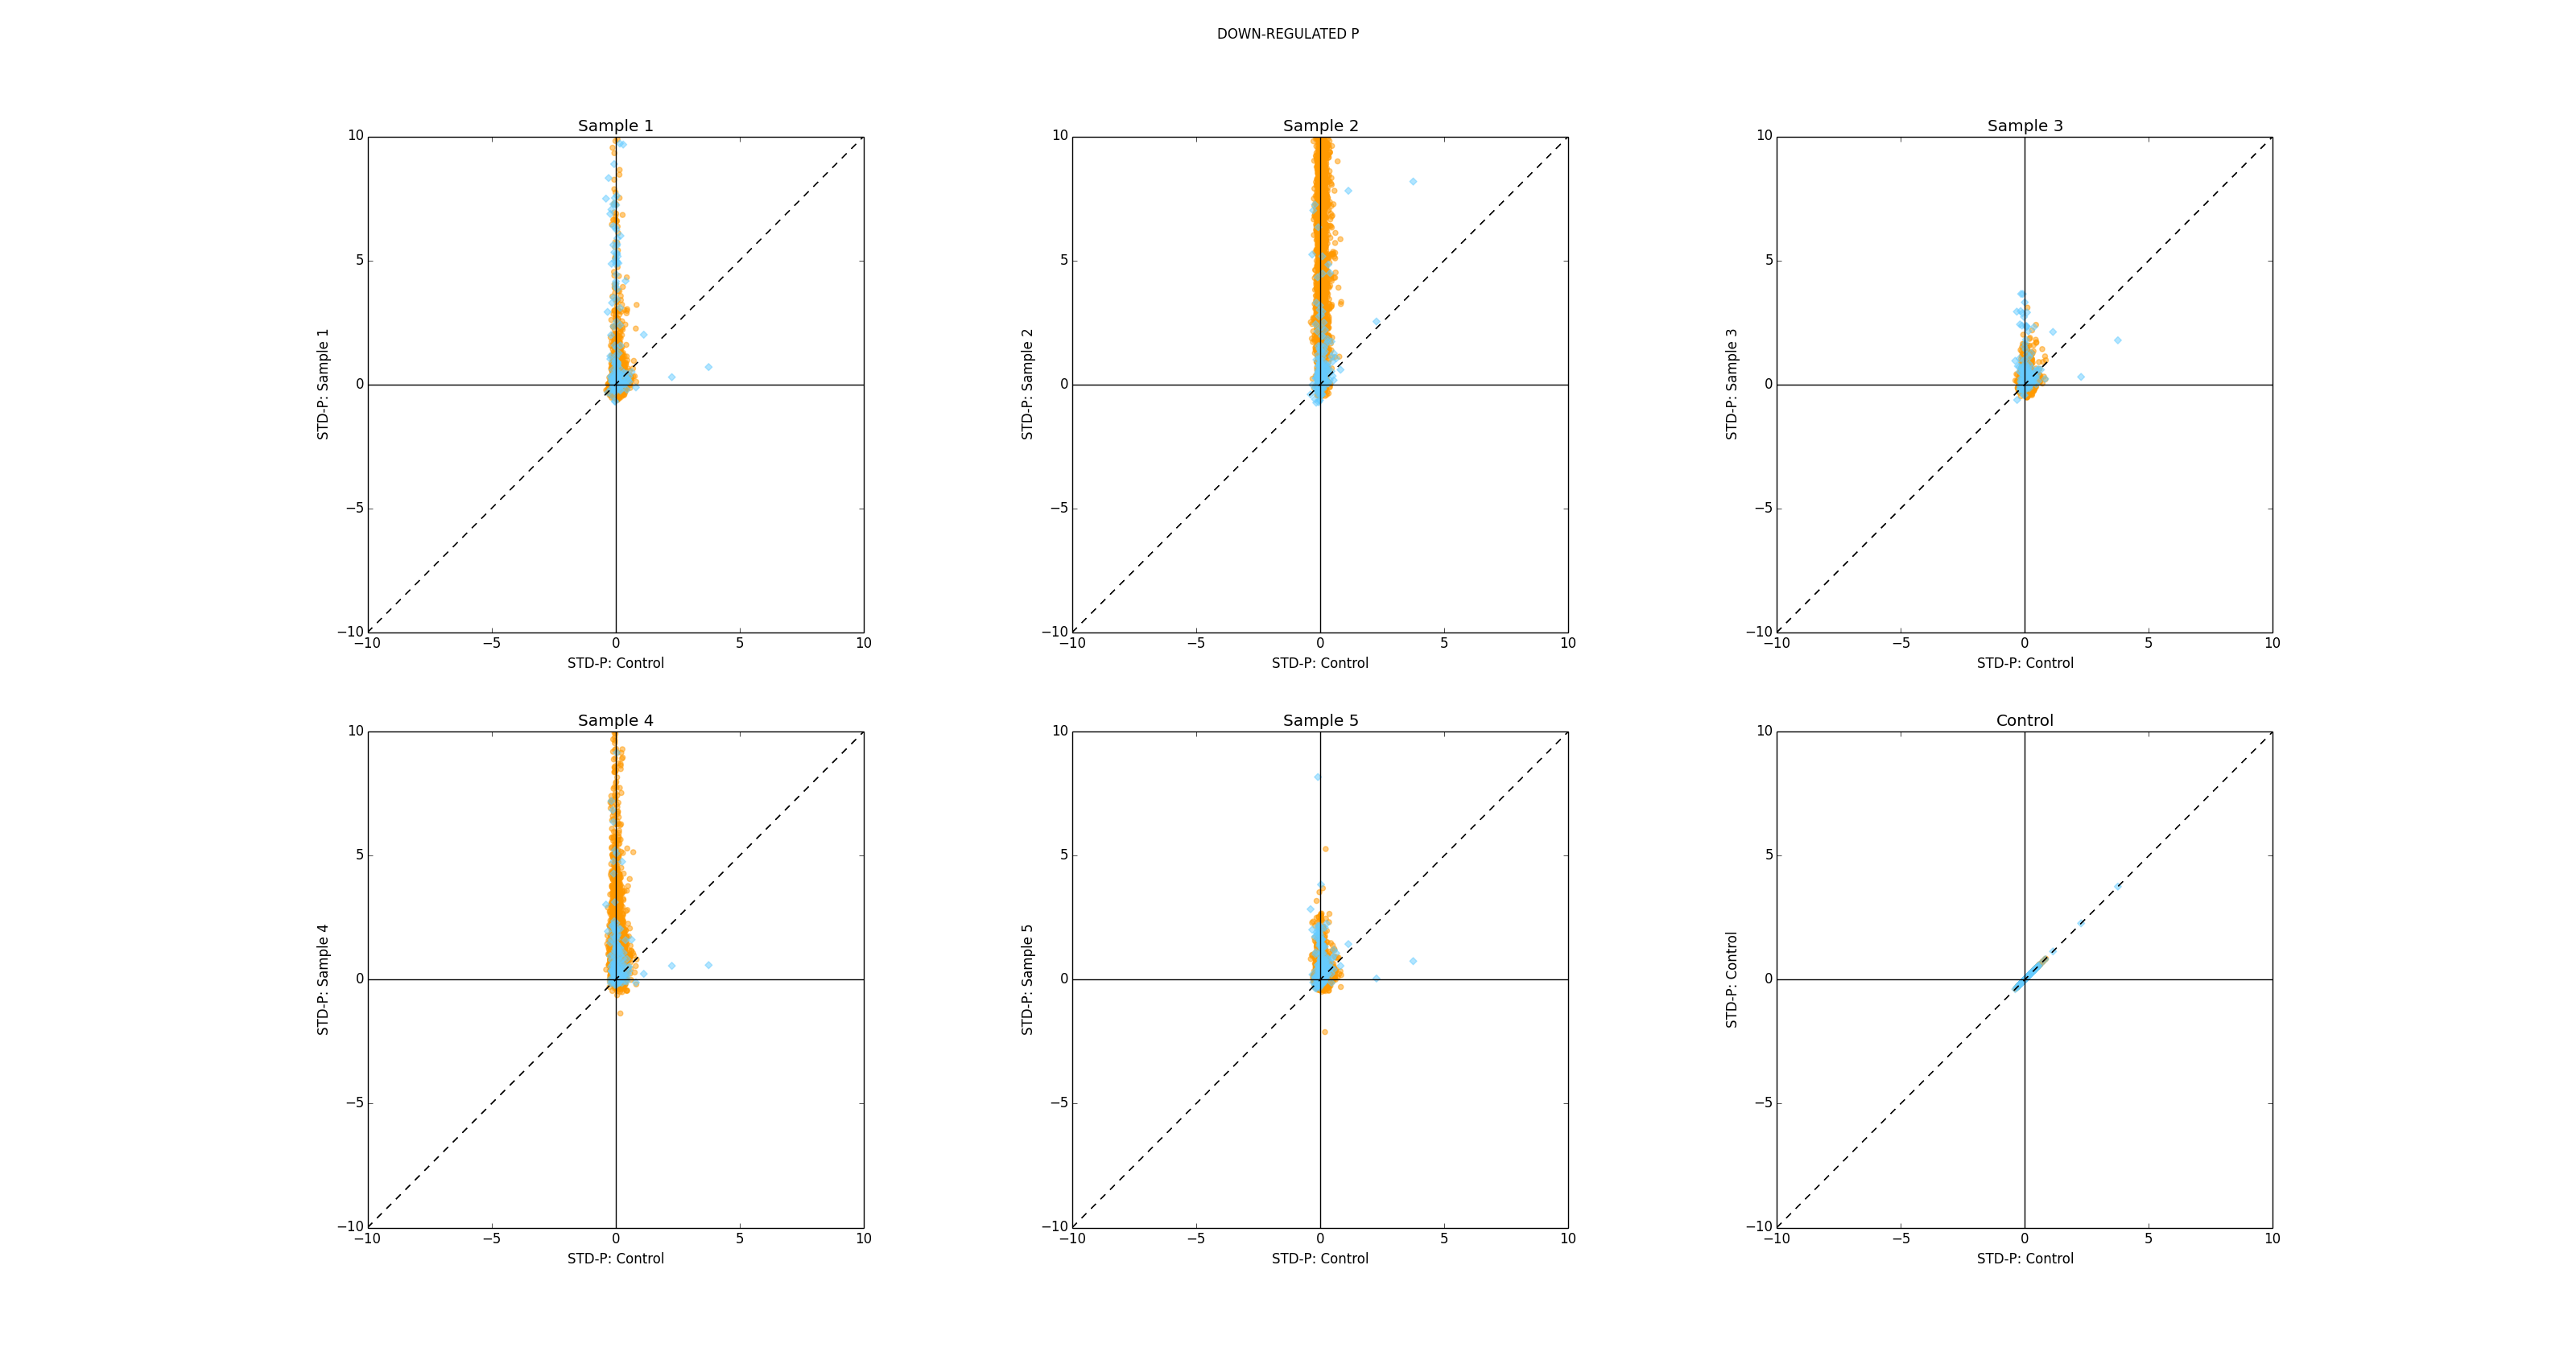 DOWN-REGULATED P
Sample 1
10
5
0
−5
−10
−10 −5 0 5 10
STD-P: Sample 1
STD-P: Control
Sample 2
10
5
0
−5
−10
−10 −5 0 5 10
STD-P: Sample 2
STD-P: Control
Sample 3
10
5
0
−5
−10
−10 −5 0 5 10
STD-P: Sample 3
STD-P: Control
Sample 4
10
5
0
−5
−10
−10 −5 0 5 10
STD-P: Sample 4
STD-P: Control
Sample 5
10
5
0
−5
−10
−10 −5 0 5 10
STD-P: Sample 5
STD-P: Control
Control
10
5
0
−5
−10
−10 −5 0 5 10
STD-P: Control
STD-P: Control